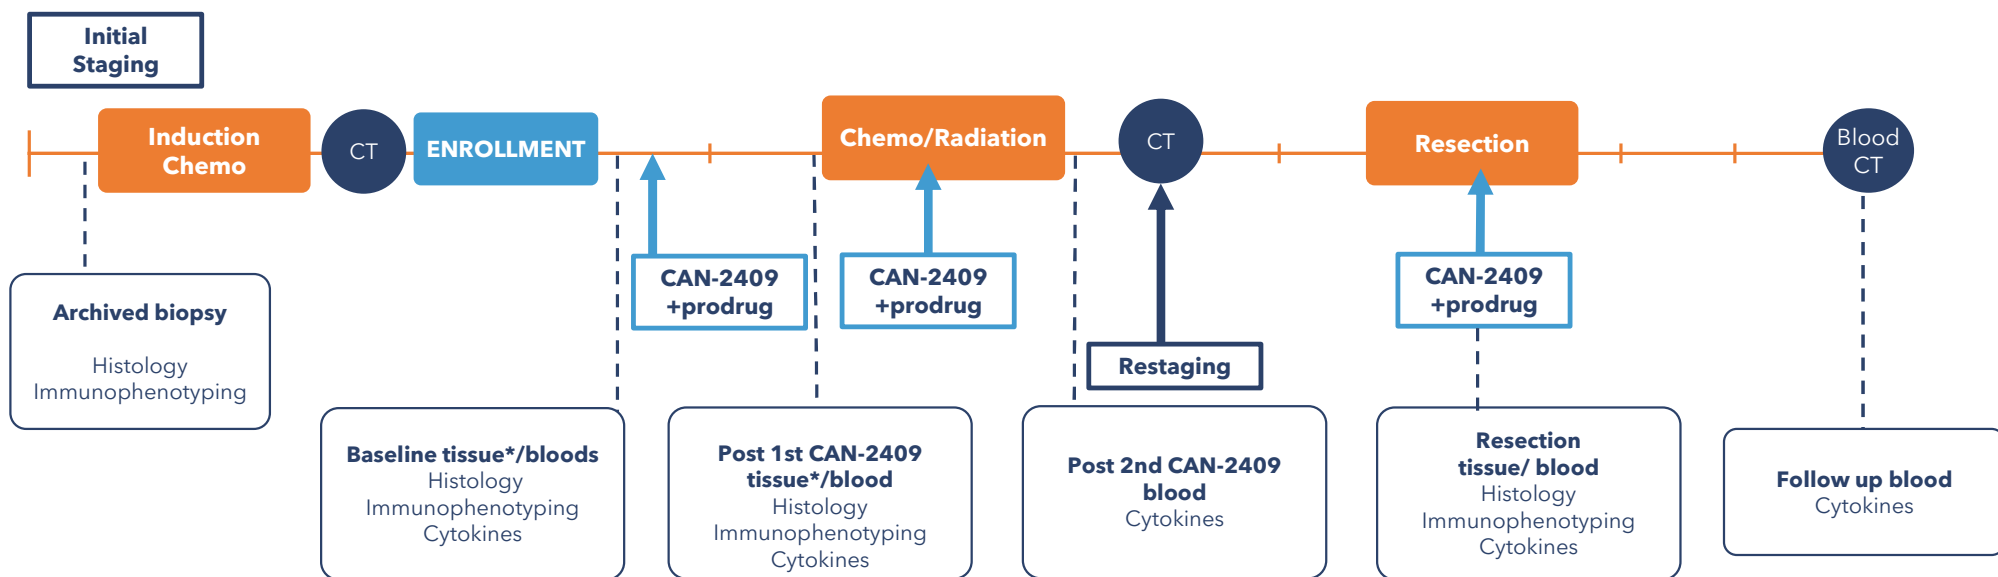 Initial
Staging
Induction
Chemo
CT
ENROLLMENT
Chemo/Radiation
CT
Resection
Blood
CT
CAN-2409
+prodrug
CAN-2409
+prodrug
CAN-2409
+prodrug
Restaging
Archived biopsy
Histology
Immunophenotyping
Baseline tissue*/bloods
Histology
Immunophenotyping
Cytokines
Post 1st CAN-2409
tissue*/blood
Histology
Immunophenotyping
Cytokines
Post 2nd CAN-2409
blood
Cytokines
Resection
tissue/ blood
Histology
Immunophenotyping
Cytokines
Follow up blood
Cytokines